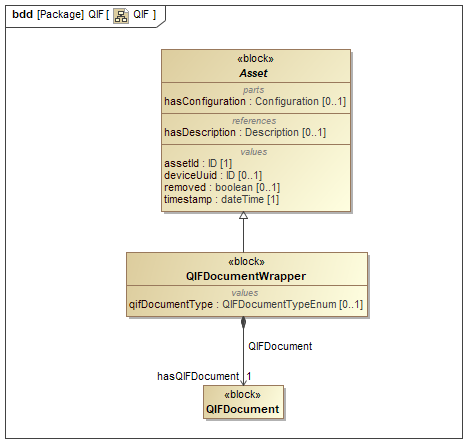 bdd [Package] QIF [ QIF ]
«block»
Asset
parts
hasConfiguration : Configuration [0..1]
references
hasDescription : Description [0..1]
values
assetId : ID [1]
deviceUuid : ID [0..1]
removed : boolean [0..1]
timestamp : dateTime [1]
«block»
QIFDocumentWrapper
values
qifDocumentType : QIFDocumentTypeEnum [0..1]
QIFDocument
hasQIFDocument 1
«block»
QIFDocument